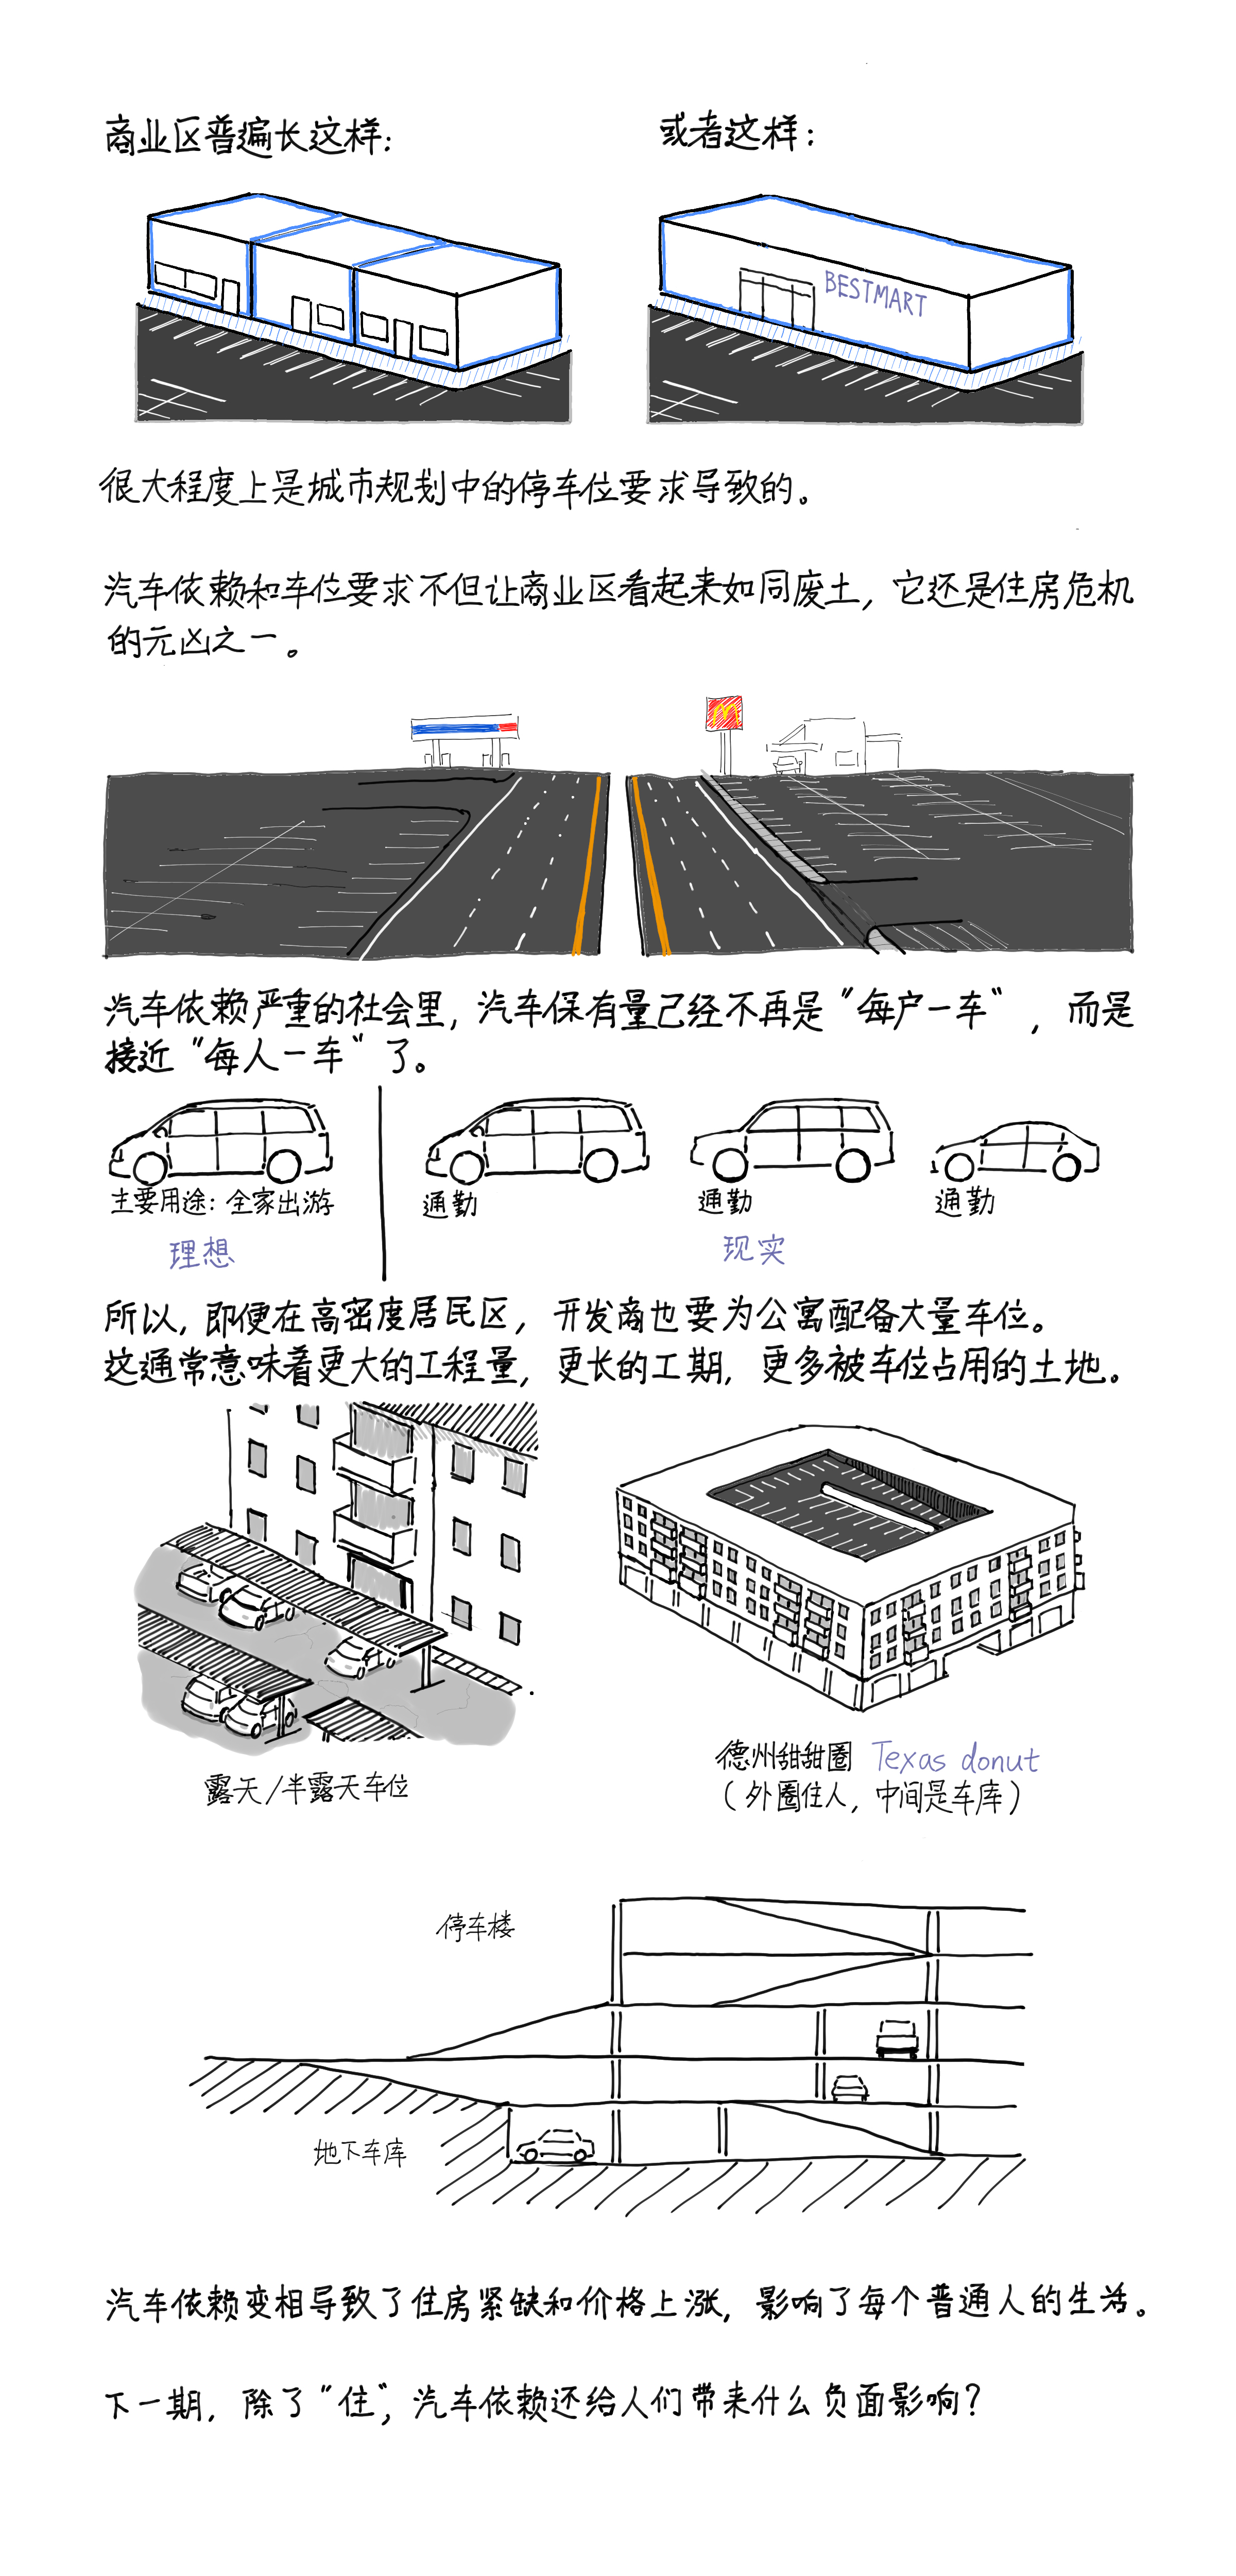 商业区普遍长这样:
或者这样:
BESTMART
很大程度上是城市规划中的停车位要求导致的。
汽车依赖和车位要求不但让商业区看起来如同废土，它还是住房危机
的元凶之一。
M
汽车依赖严重的社会里，汽车保有量已经不再是“每户一车”，而是
接近“每人一车”了。
主要用途：全家出游
通勤
通勤
通勤
理想
现实
所以，即便在高密度居民区，开发商也要为公寓配备大量车位。
这通常意味着更大的工程量，更长的工期，更多被车位占用的土地。
德州甜甜圈 Texas donut
露天/半露天车位
（外圈住人，中间是车库）
停车楼
地下车库
汽车依赖变相导致了住房紧缺和价格上涨，影响了每个普通人的生活。
下一期，除了“住”，汽车依赖还给人们带来什么负面影响？